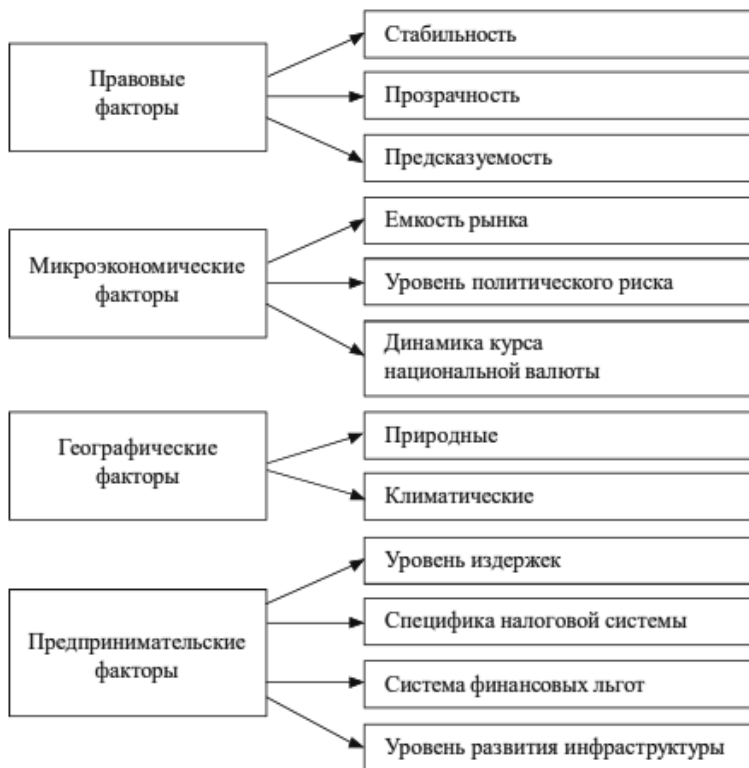 Правовые
факторы
Стабильность
Прозрачность
Предсказуемость
Микроэкономические
факторы
Емкость рынка
Уровень политического риска
Динамика курса
национальной валюты
Географические
факторы
Природные
Климатические
Предпринимательские
факторы
Уровень издержек
Специфика налоговой системы
Система финансовых льгот
Уровень развития инфраструктуры